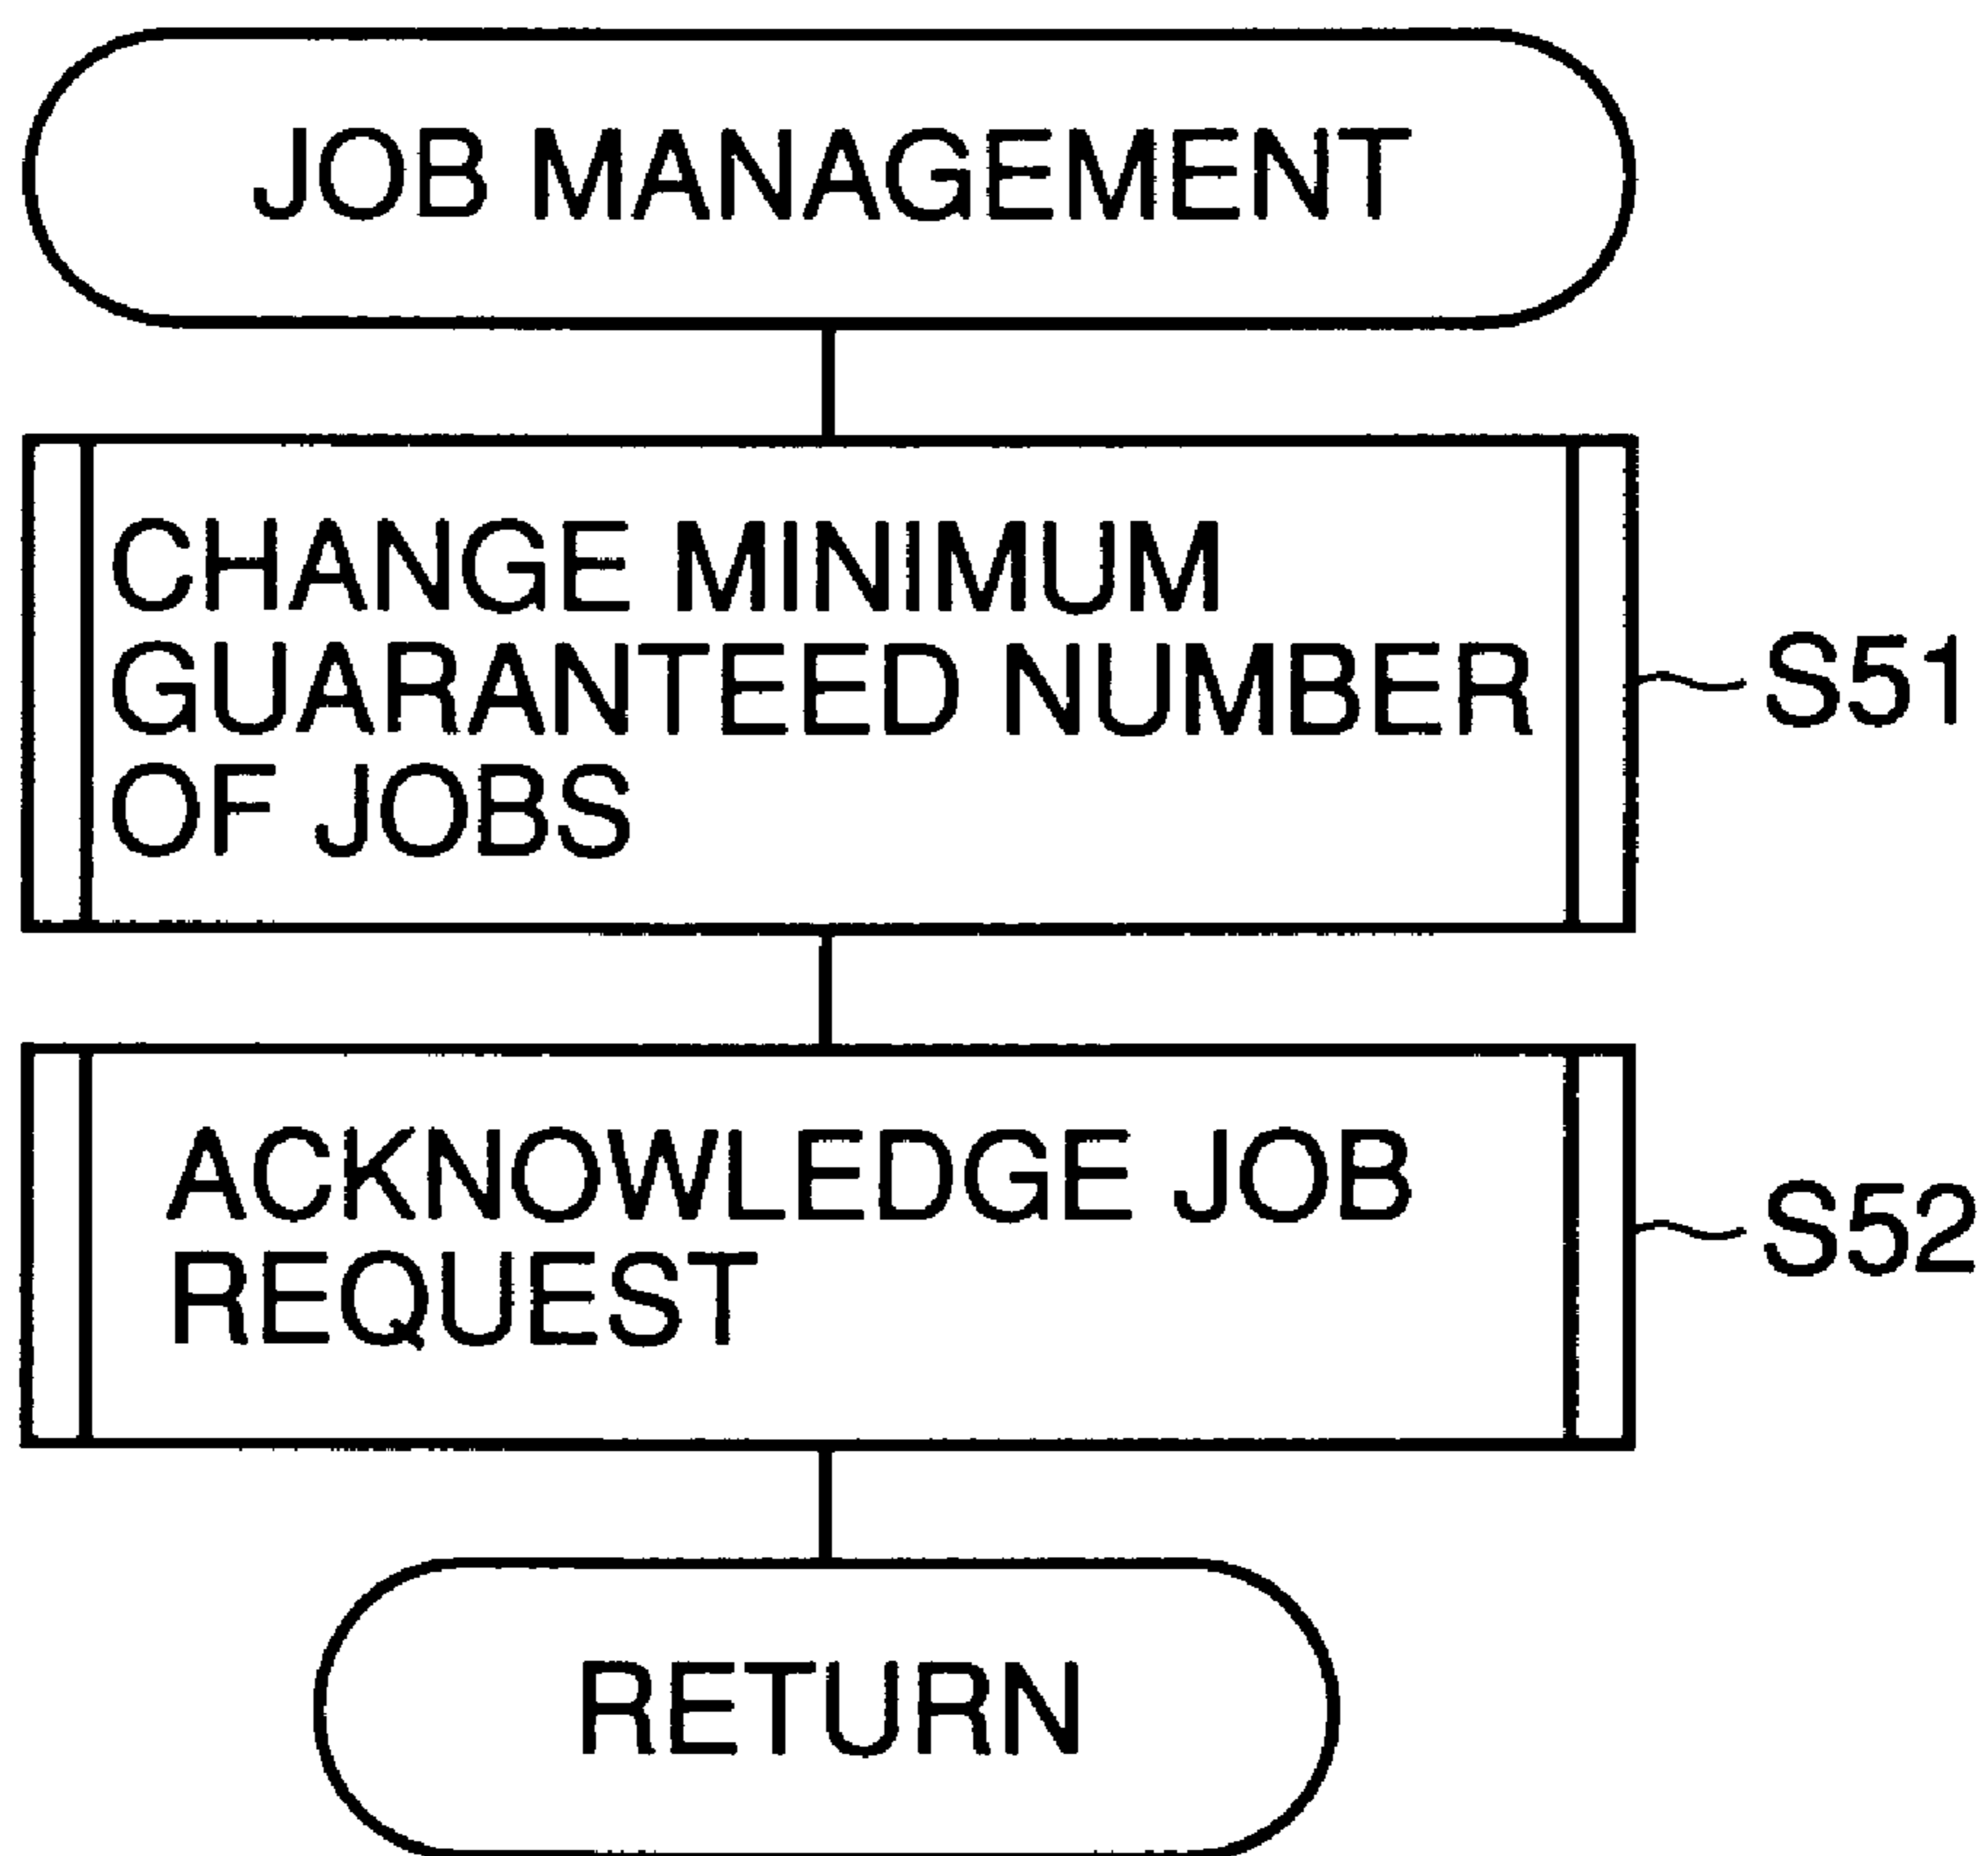 JOB MANAGEMENT
CHANGE MINIMUM
GUARANTEED NUMBER
OF JOBS
S51
ACKNOWLEDGE JOB
REQUEST
S52
RETURN